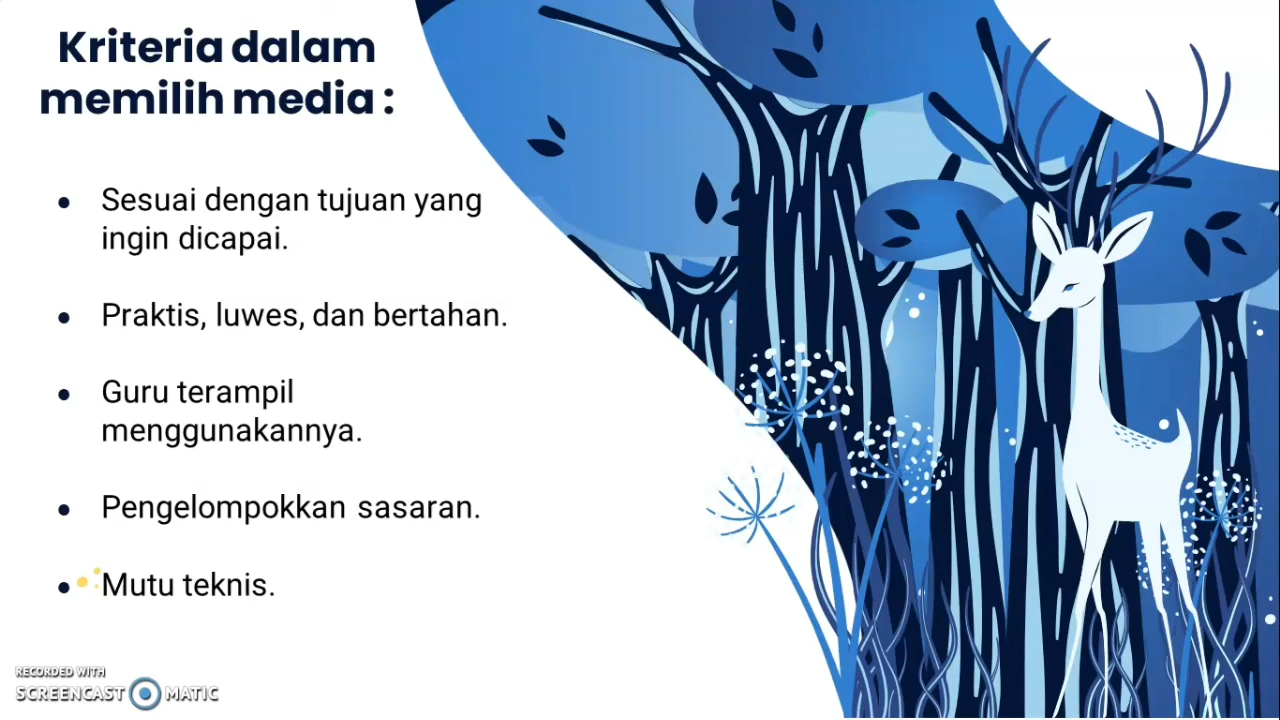 Kriteria dalam
memilih media :
• Sesuai dengan tujuan yang
ingin dicapai.
• Praktis, luwes, dan bertahan.
• Guru terampil
menggunakannya.
• Pengelompokkan sasaran.
• Mutu teknis.
RECORDED WITH
SCREENCAST MATIC